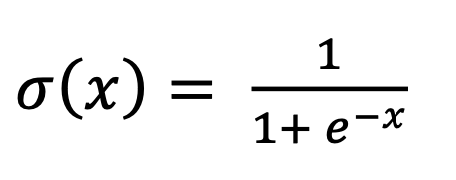 σ(x) = 1 / 1+ e^−x